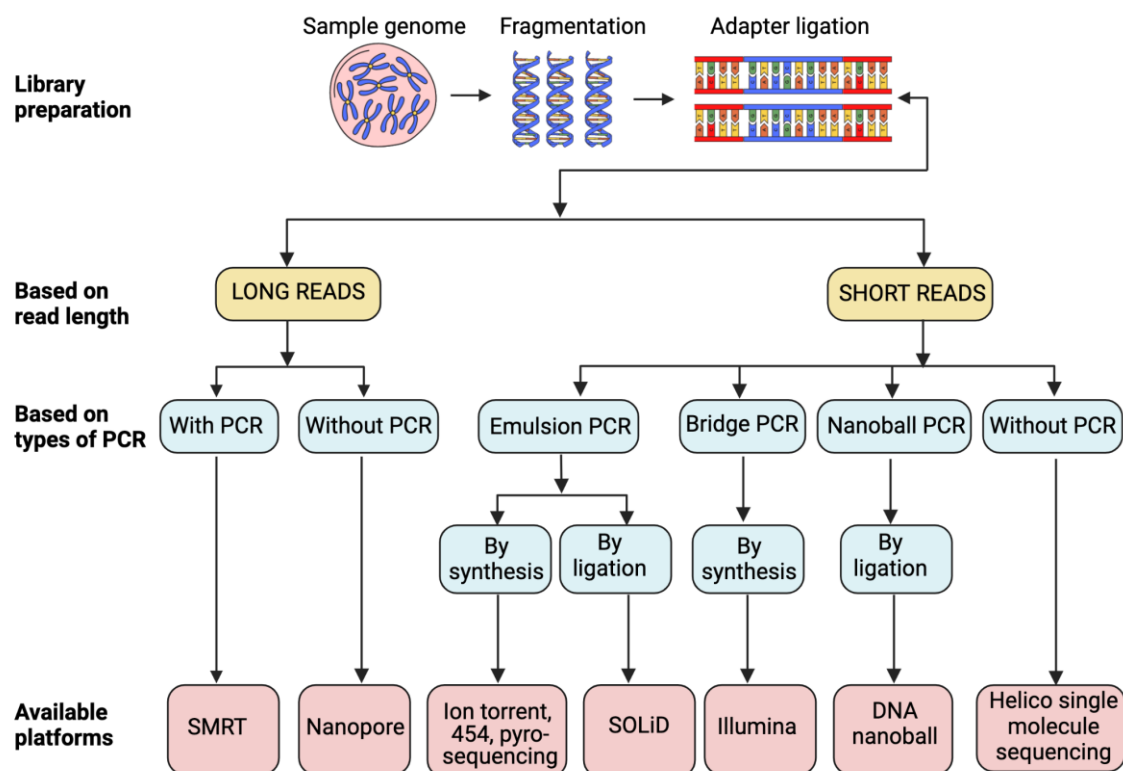 Sample genome
Fragmentation
Adapter ligation
Library
preparation
Based on
read length
LONG READS
SHORT READS
Based on
types of PCR
With PCR
Without PCR
Emulsion PCR
Bridge PCR
Nanoball PCR
Without PCR
By
synthesis
By
ligation
By
synthesis
By
ligation
Available
platforms
SMRT
Nanopore
Ion torrent,
454, pyro-
sequencing
SOLiD
Illumina
DNA
nanoball
Helico single
molecule
sequencing